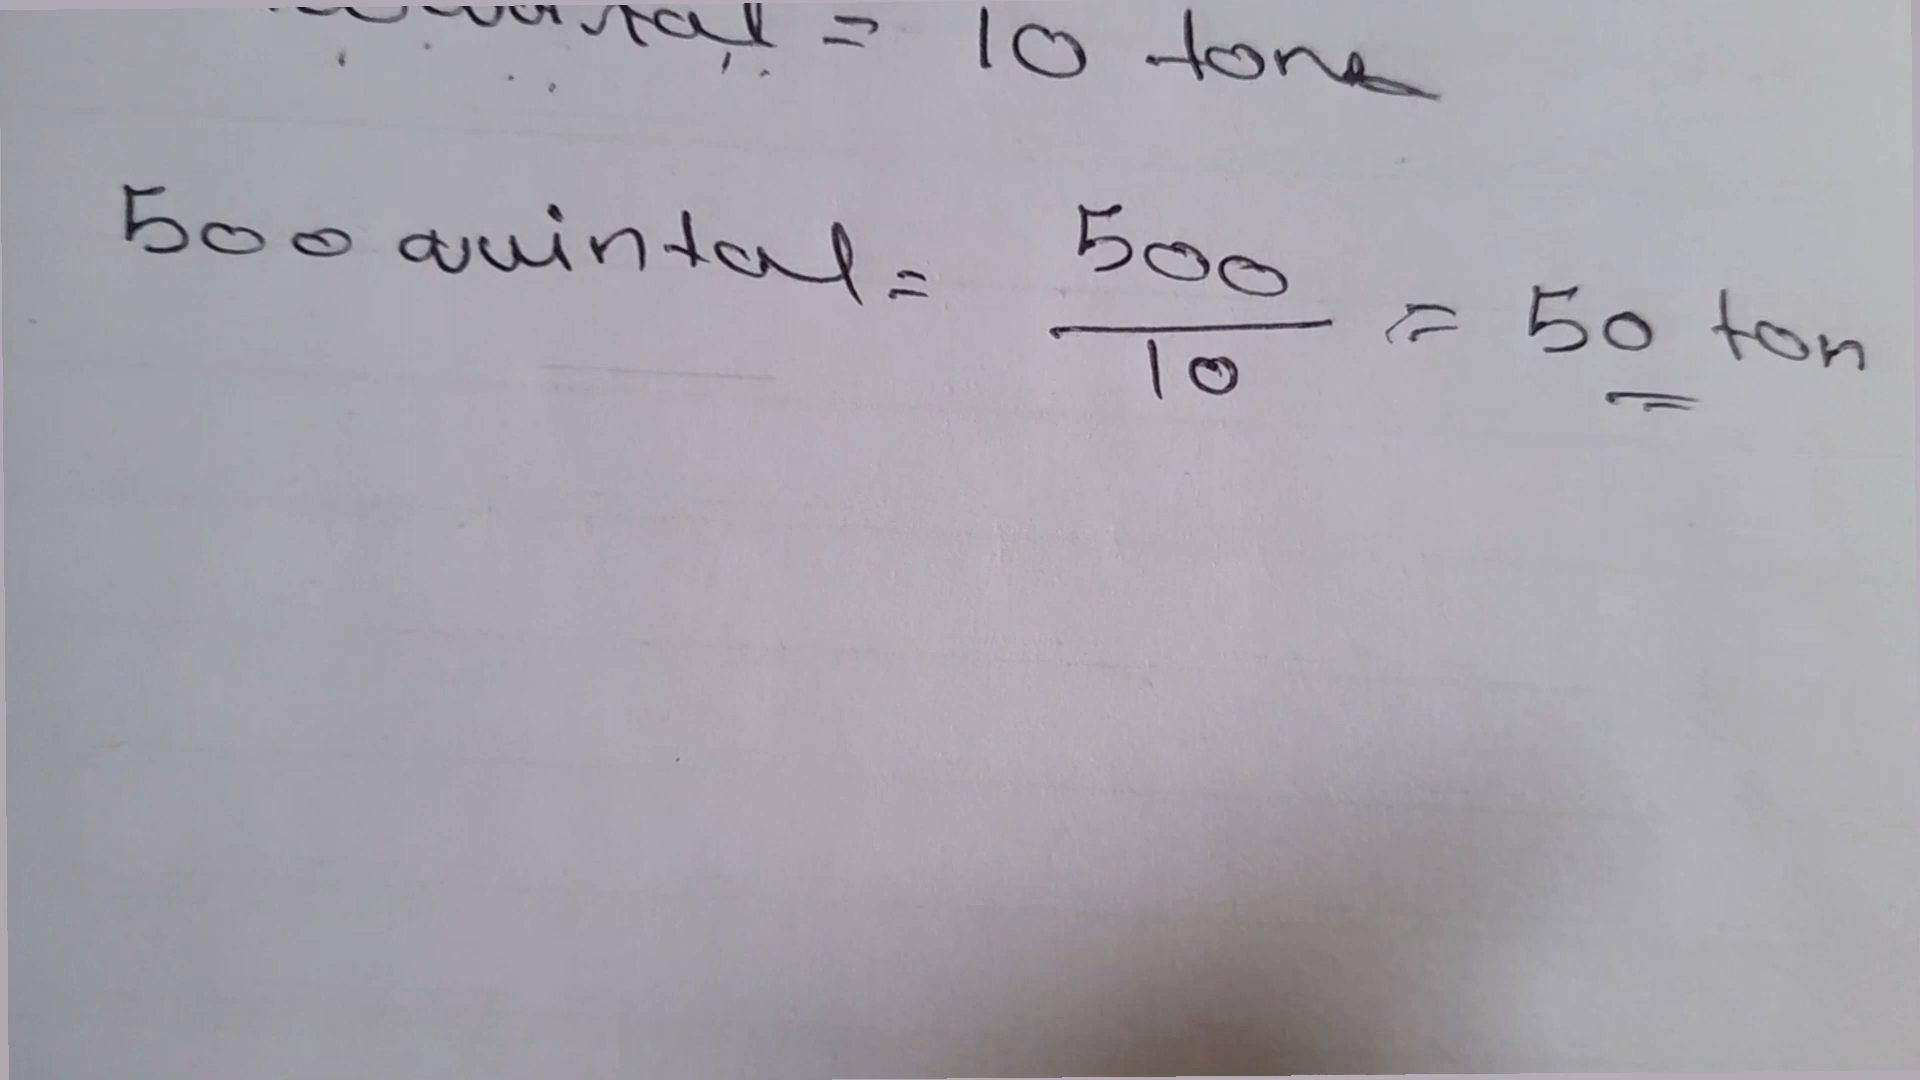 = 10 tons
500 quintal = 500/10 = 50 ton